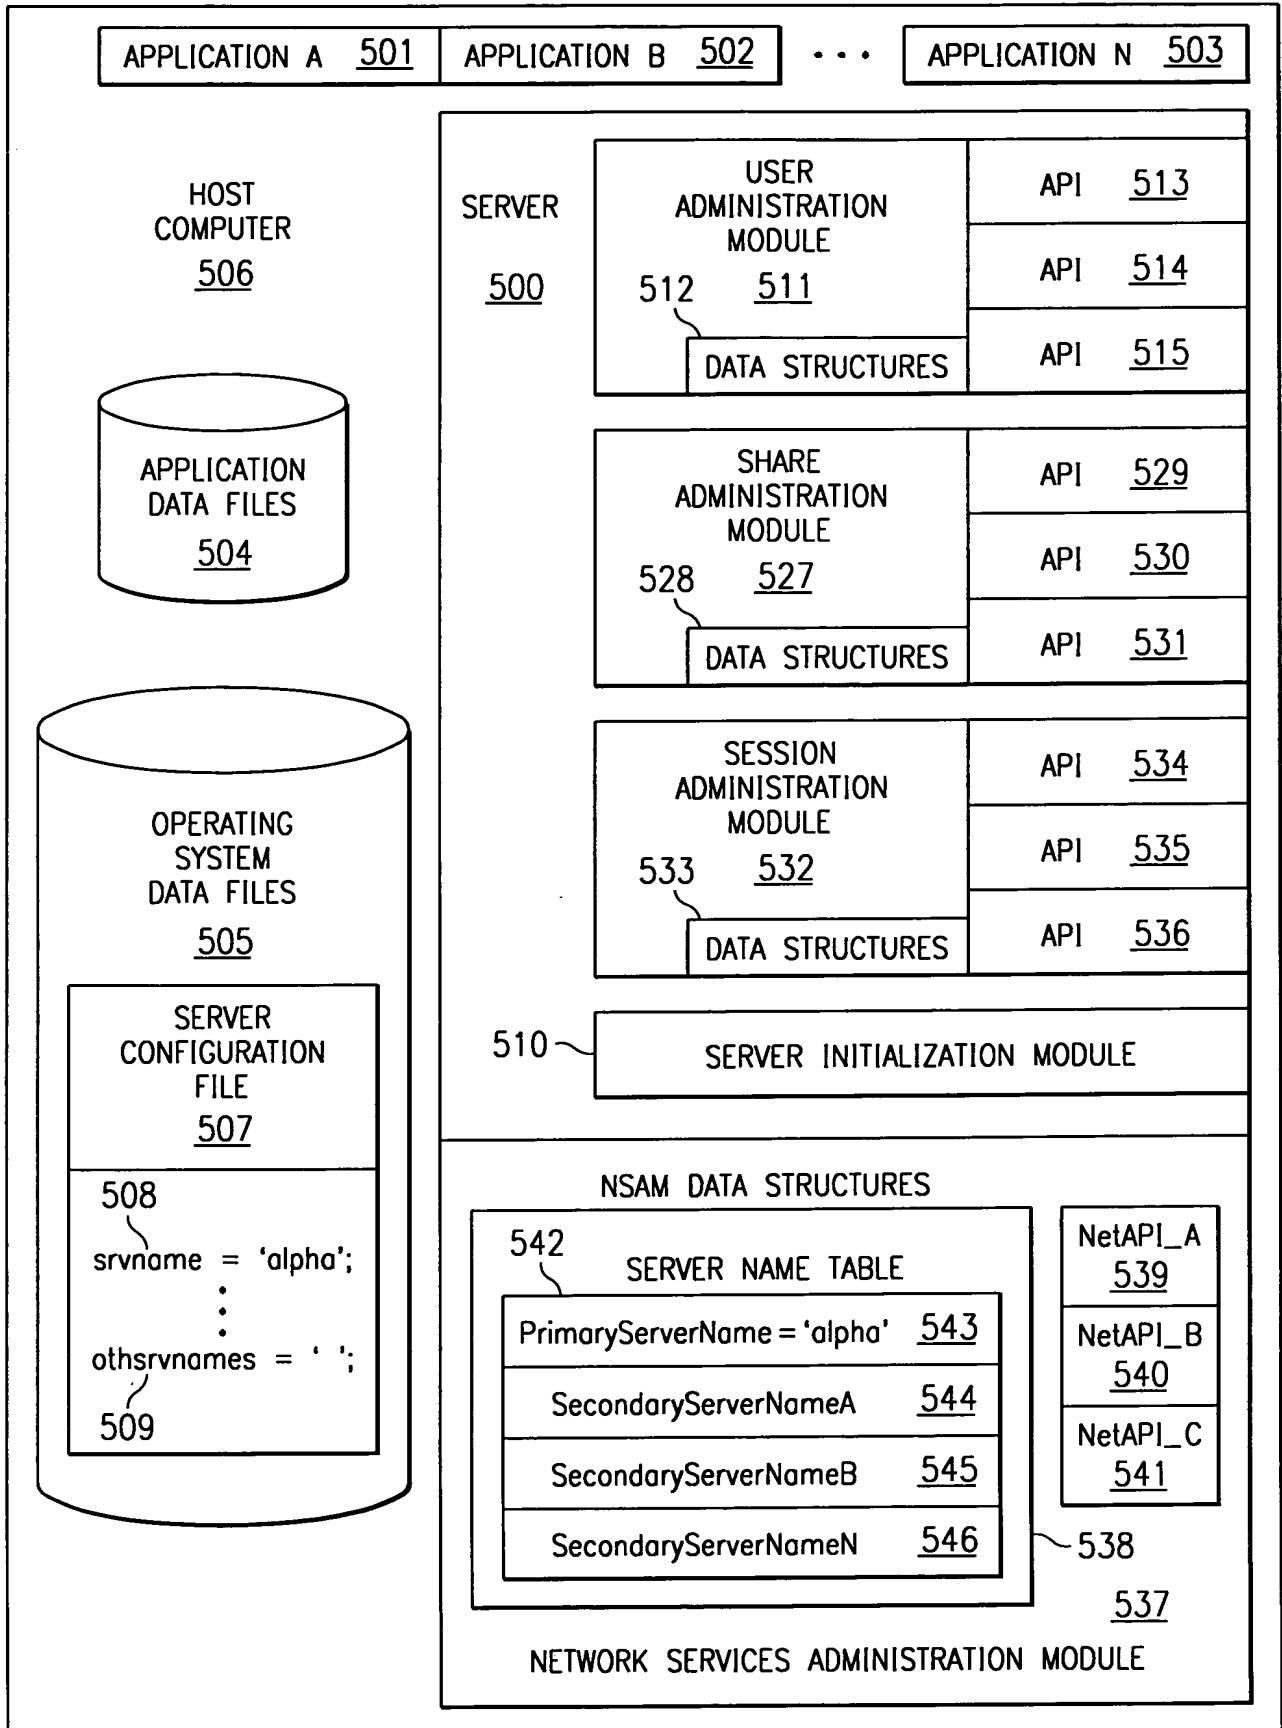 APPLICATION A 501
APPLICATION B 502
• • •
APPLICATION N 503
HOST
COMPUTER
506
APPLICATION
DATA FILES
504
OPERATING
SYSTEM
DATA FILES
505
SERVER
CONFIGURATION
FILE
507
508
srvname = 'alpha';
othsrvnames = ' ';
509
SERVER
500
USER
ADMINISTRATION
MODULE
511
512
DATA STRUCTURES
API 513
API 514
API 515
SHARE
ADMINISTRATION
MODULE
527
528
DATA STRUCTURES
API 529
API 530
API 531
SESSION
ADMINISTRATION
MODULE
532
533
DATA STRUCTURES
API 534
API 535
API 536
510
SERVER INITIALIZATION MODULE
NSAM DATA STRUCTURES
542
SERVER NAME TABLE
PrimaryServerName = 'alpha' 543
SecondaryServerNameA 544
SecondaryServerNameB 545
SecondaryServerNameN 546
538
NetAPI_A
539
NetAPI_B
540
NetAPI_C
541
537
NETWORK SERVICES ADMINISTRATION MODULE